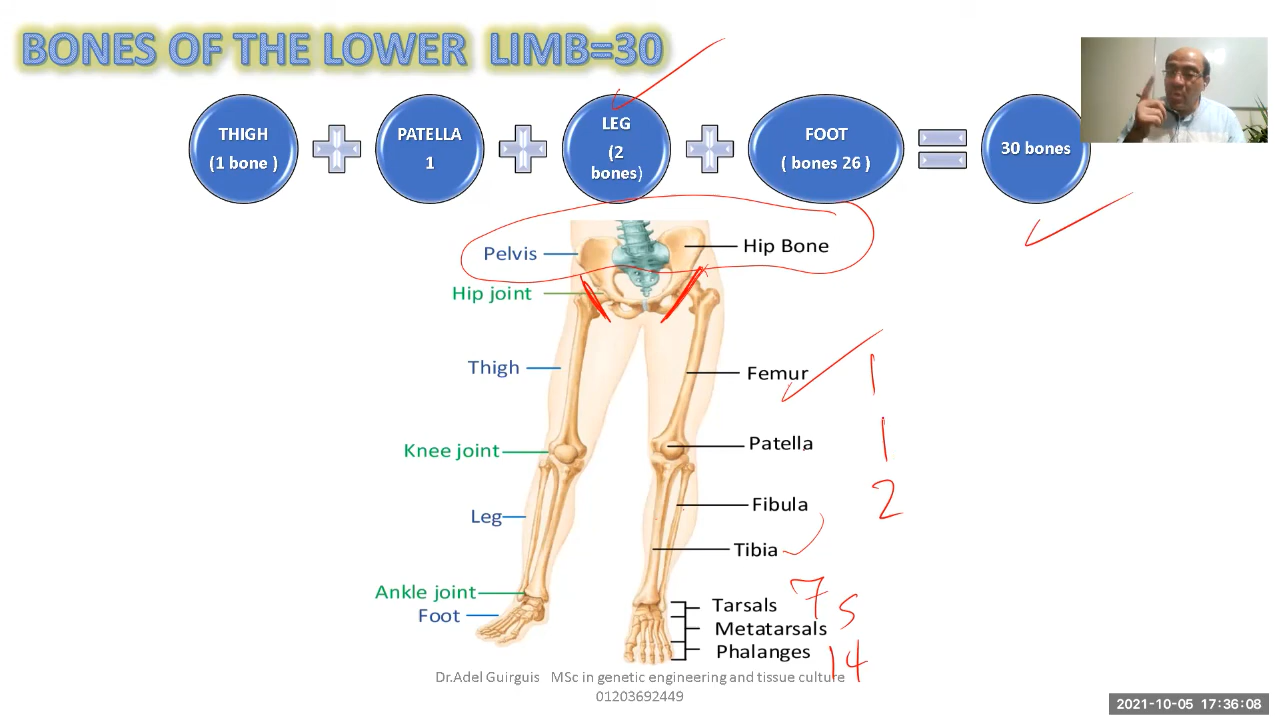 BONES OF THE LOWER LIMB=30
THIGH
(1 bone )
PATELLA
1
LEG
(2
bones)
FOOT
( bones 26 )
30 bones
Pelvis
Hip Bone
Hip joint
Thigh
Femur
1
Knee joint
Patella
1
Leg
Fibula
2
Tibia
Ankle joint
Foot
Tarsals 7
Metatarsals 5
Phalanges 14
Dr.Adel Guirguis MSc in genetic engineering and tissue culture
01203692449
2021-10-05 17:36:08